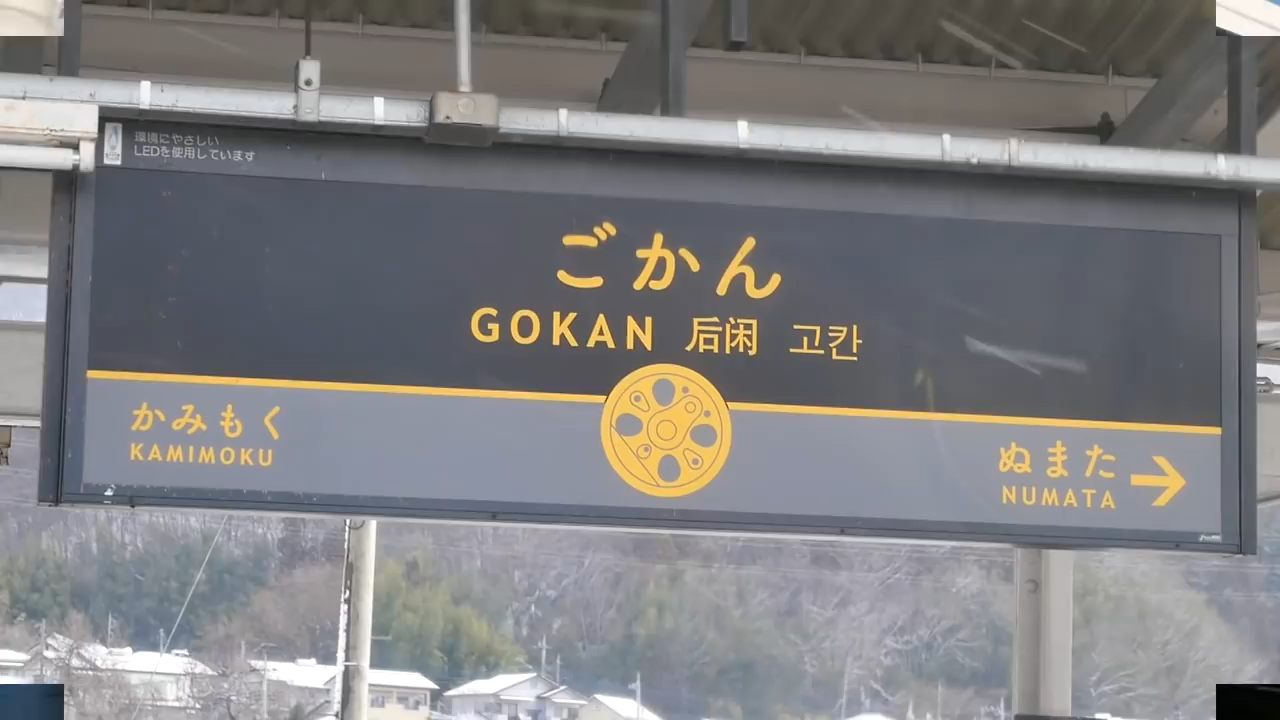 環境にやさしい
LEDを使用しています
ごかん
GOKAN 后闲 고칸
かみもく
KAMIMOKU
ぬまた
NUMATA